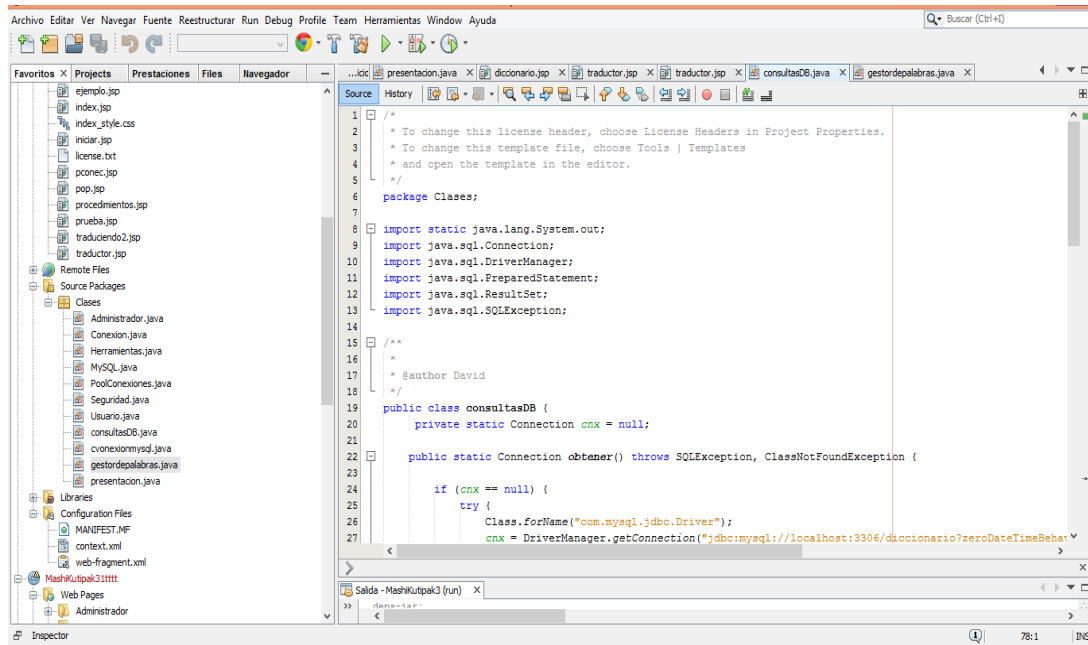 Archivo Editar Ver Navegar Fuente Reestructurar Run Debug Profile Team Herramientas Window Ayuda
Buscar (Ctrl+I)
Favoritos Projects Prestaciones Files Navegador
...icic presentacion.java diccionario.jsp traductor.jsp traductor.jsp consultasDB.java gestordepalabras.java
Source History
ejemplo.jsp
index.jsp
index_style.css
iniciar.jsp
license.txt
pconec.jsp
pop.jsp
procedimientos.jsp
prueba.jsp
traduciendo2.jsp
traductor.jsp
Remote Files
Source Packages
Clases
Administrador.java
Conexion.java
Herramientas.java
MySQL.java
PoolConexiones.java
Seguridad.java
Usuario.java
consultasDB.java
cvonexionmysql.java
gestordepalabras.java
presentacion.java
Libraries
Configuration Files
MANIFEST.MF
context.xml
web-fragment.xml
MashiKutipak31tttt
Web Pages
Administrador
1 /*
2 * To change this license header, choose License Headers in Project Properties.
3 * To change this template file, choose Tools | Templates
4 * and open the template in the editor.
5 */
6 package Clases;
7
8 import static java.lang.System.out;
9 import java.sql.Connection;
10 import java.sql.DriverManager;
11 import java.sql.PreparedStatement;
12 import java.sql.ResultSet;
13 import java.sql.SQLException;
14
15 /**
16 *
17 * @author David
18 */
19 public class consultasDB {
20 private static Connection cnx = null;
21
22 public static Connection obtener() throws SQLException, ClassNotFoundException {
23
24 if (cnx == null) {
25 try {
26 Class.forName("com.mysql.jdbc.Driver");
27 cnx = DriverManager.getConnection("jdbc:mysql://localhost:3306/diccionario?zeroDateTimeBehav
Salida - MashiKutipak3 (run)
deps-jar:
Inspector
1 78:1 INS